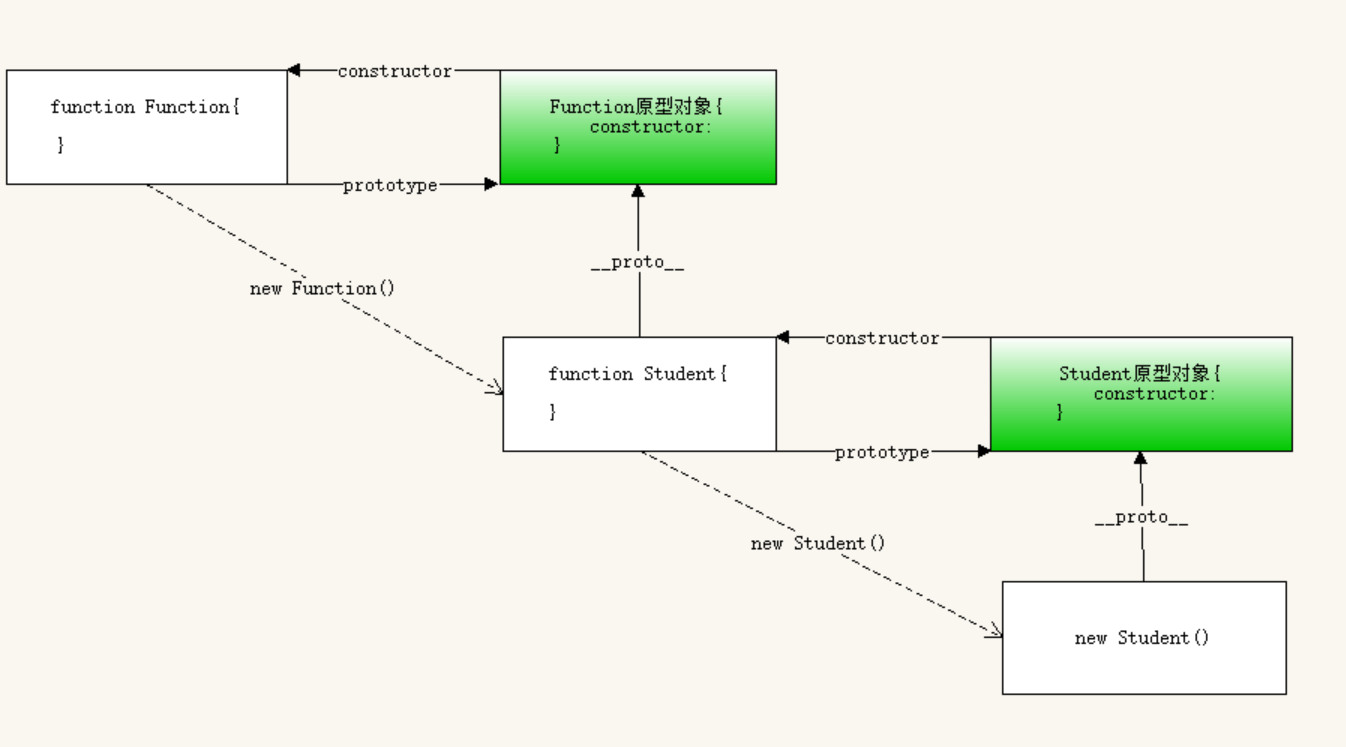 constructor
function Function{
}
Function原型对象{
constructor:
}
prototype
__proto__
new Function()
constructor
function Student{
}
Student原型对象{
constructor:
}
prototype
__proto__
new Student()
new Student()